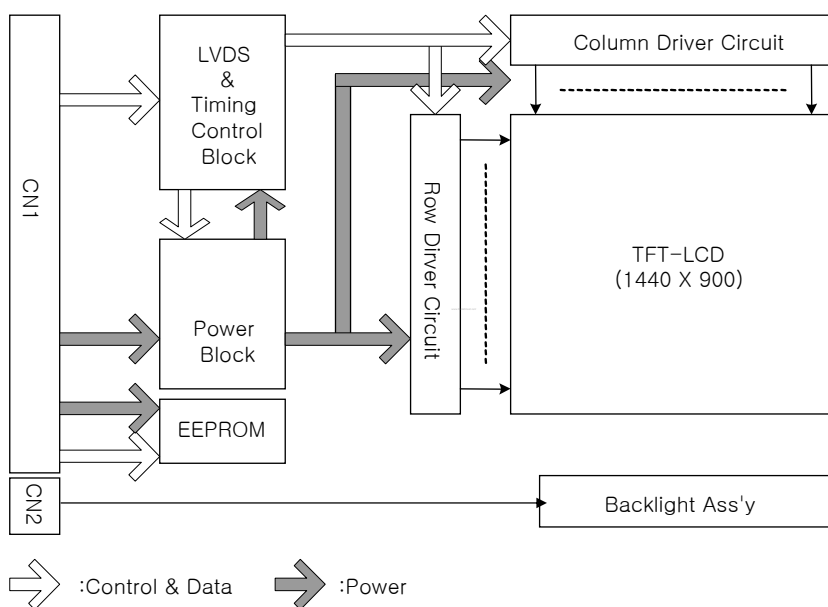 LVDS
&
Timing
Control
Block
Column Driver Circuit
CN1
Row Dirver Circuit
TFT-LCD
(1440 X 900)
Power
Block
EEPROM
CN2
Backlight Ass'y
:Control & Data
:Power